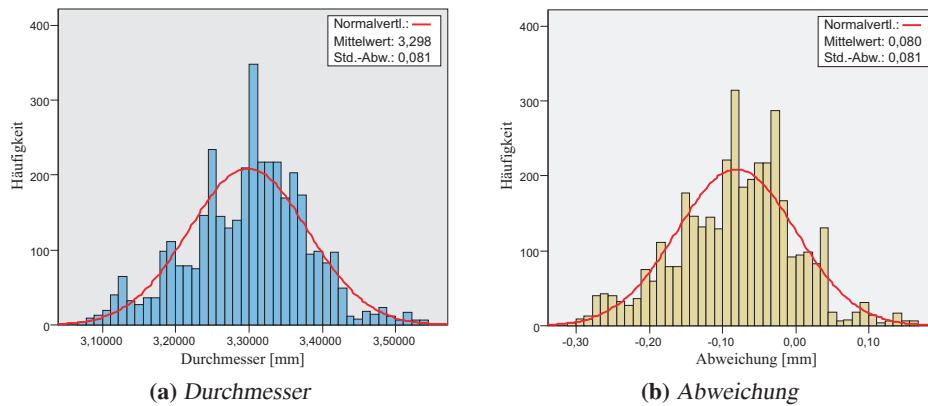 400
300
200
100
0
Häufigkeit
Normalvertl.:
Mittelwert: 3,298
Std.-Abw.: 0,081
3,10000 3,20000 3,30000 3,40000 3,50000
Durchmesser [mm]
(a) Durchmesser
400
300
200
100
0
Häufigkeit
Normalvertl.:
Mittelwert: 0,080
Std.-Abw.: 0,081
-0,30 -0,20 -0,10 0,00 0,10
Abweichung [mm]
(b) Abweichung